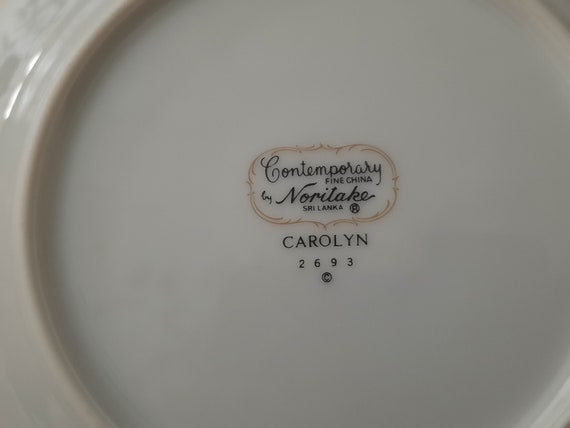 Contemporary
FINE CHINA
by Noritake
SRI LANKA ®
CAROLYN
2693
©